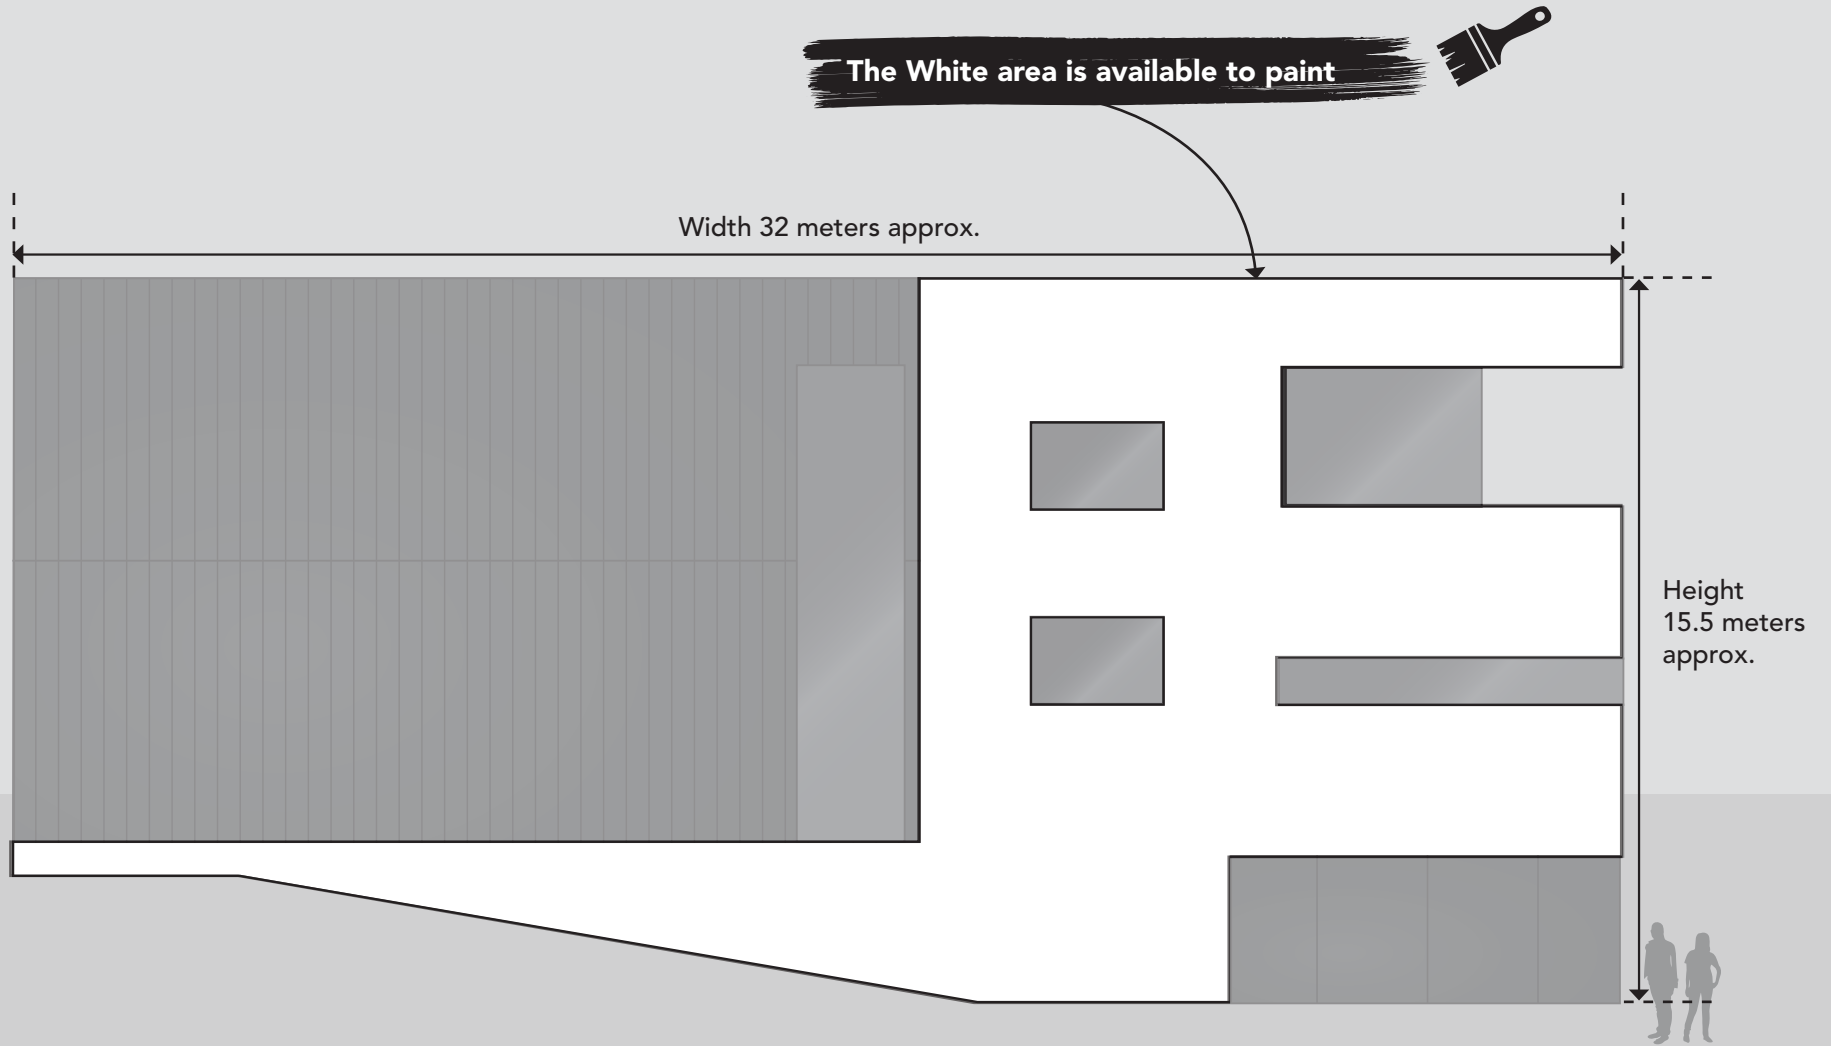 The White area is available to paint
Width 32 meters approx.
Height
15.5 meters
approx.